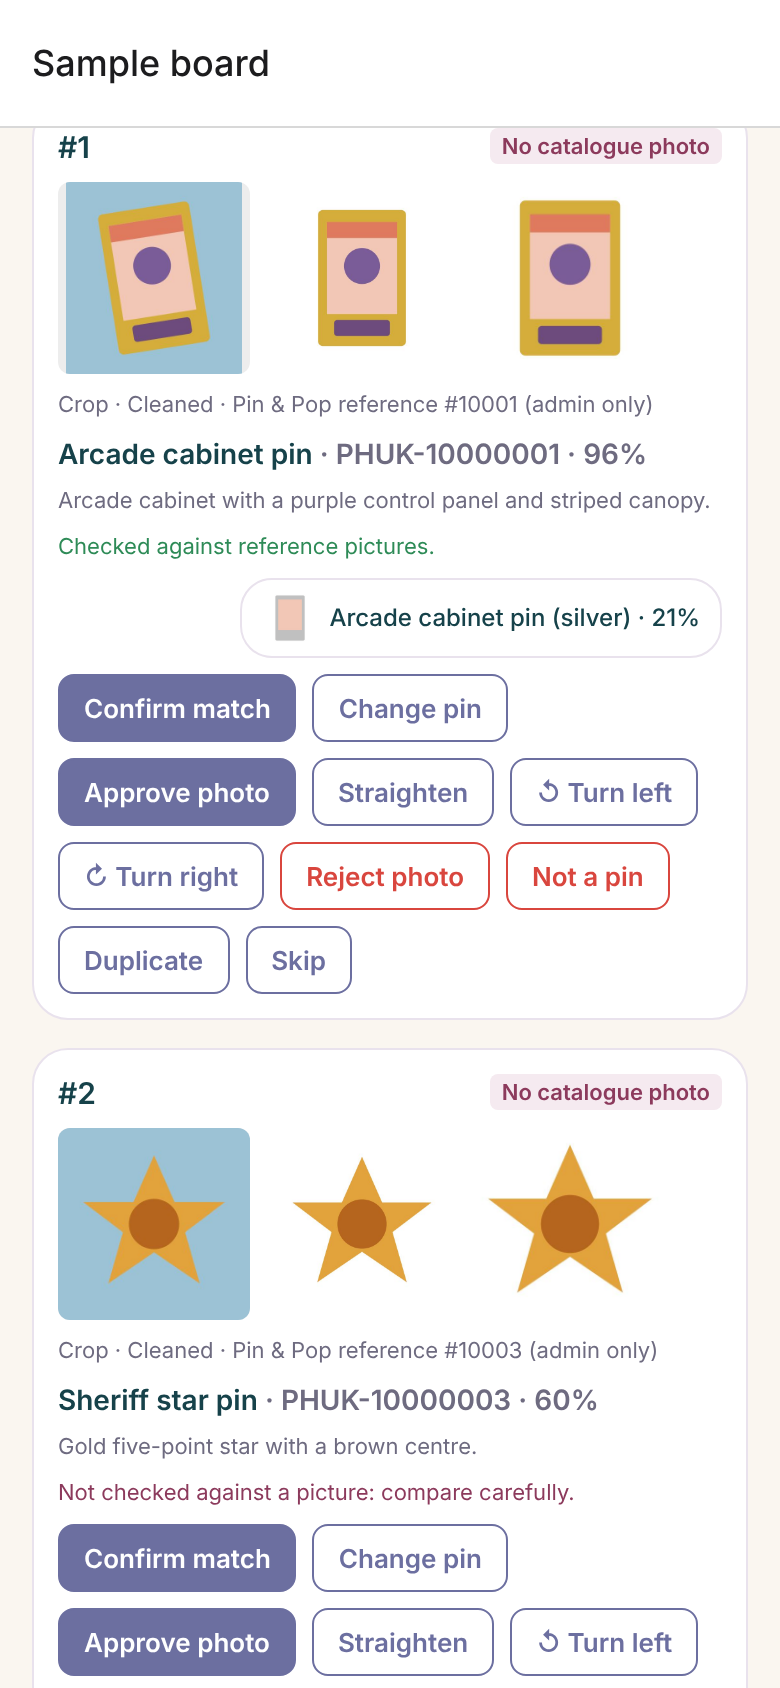 Sample board
#1
No catalogue photo
Crop · Cleaned · Pin & Pop reference #10001 (admin only)
Arcade cabinet pin · PHUK-10000001 · 96%
Arcade cabinet with a purple control panel and striped canopy.
Checked against reference pictures.
Arcade cabinet pin (silver) · 21%
Confirm match
Change pin
Approve photo
Straighten
↺ Turn left
↻ Turn right
Reject photo
Not a pin
Duplicate
Skip
#2
No catalogue photo
Crop · Cleaned · Pin & Pop reference #10003 (admin only)
Sheriff star pin · PHUK-10000003 · 60%
Gold five-point star with a brown centre.
Not checked against a picture: compare carefully.
Confirm match
Change pin
Approve photo
Straighten
↺ Turn left